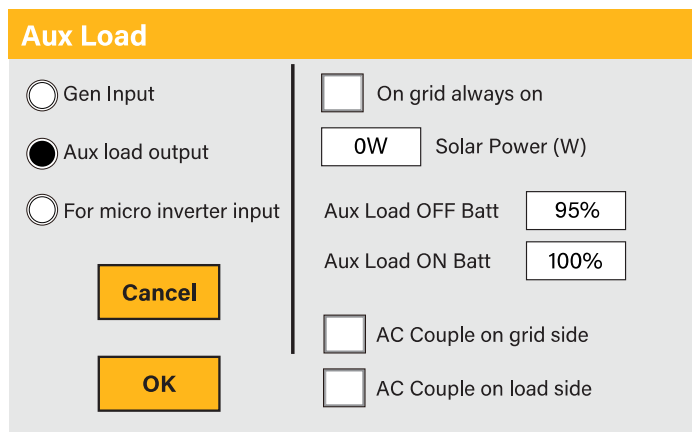 Aux Load
Gen Input
Aux load output
For micro inverter input
Cancel
OK
On grid always on
0W Solar Power (W)
Aux Load OFF Batt 95%
Aux Load ON Batt 100%
AC Couple on grid side
AC Couple on load side